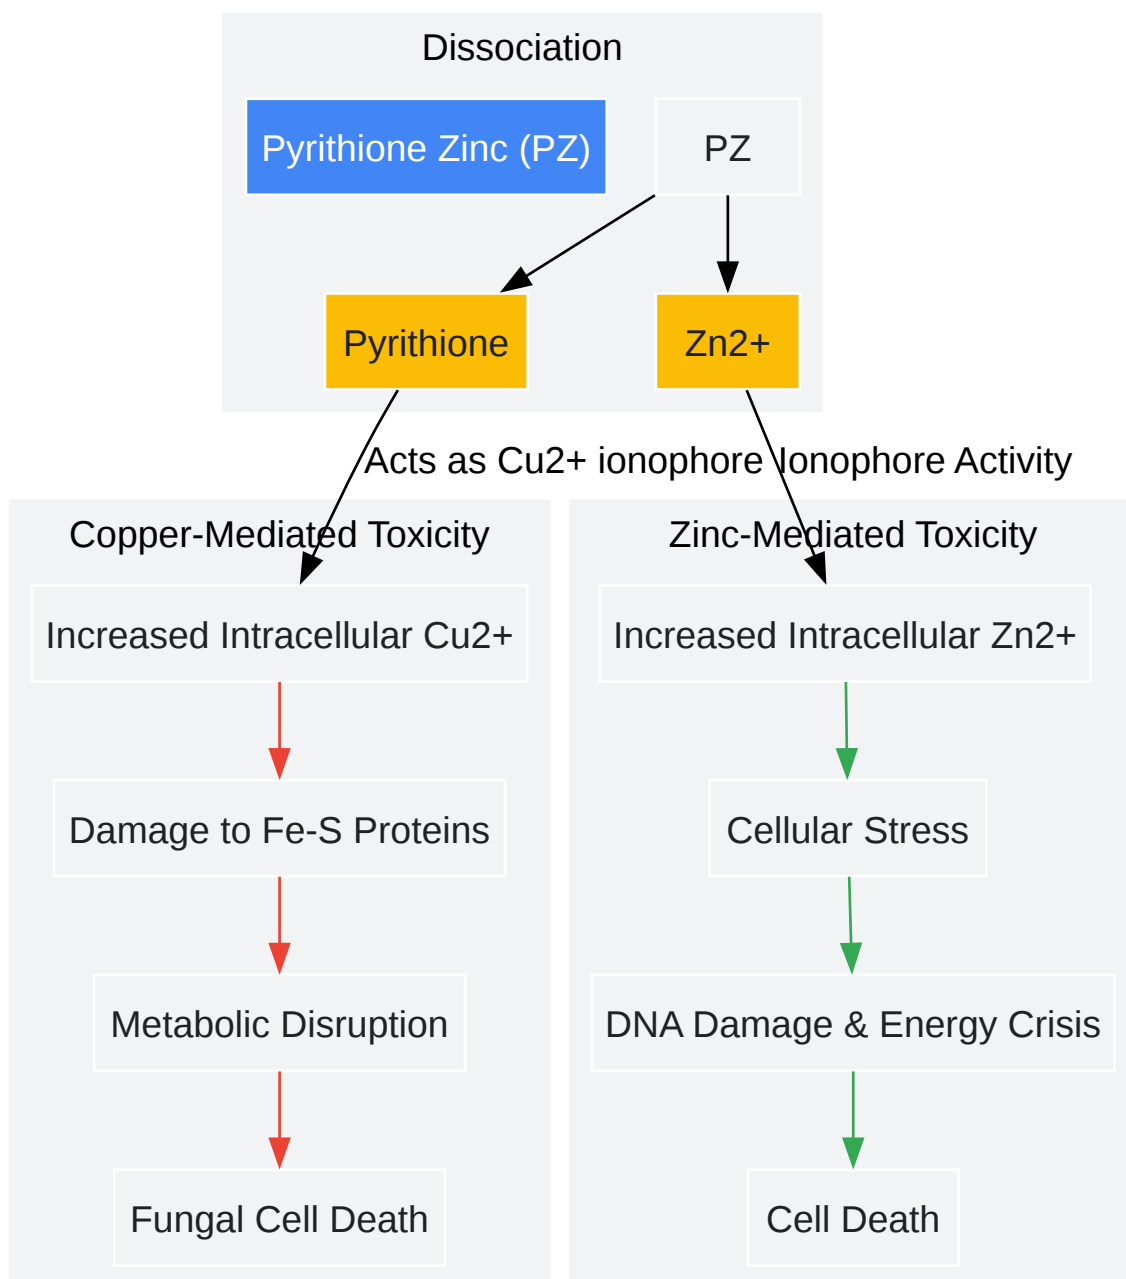 Dissociation
Pyrithione Zinc (PZ)
PZ
Pyrithione
Zn2+
Acts as Cu2+ ionophore
Ionophore Activity
Copper-Mediated Toxicity
Increased Intracellular Cu2+
Damage to Fe-S Proteins
Metabolic Disruption
Fungal Cell Death
Zinc-Mediated Toxicity
Increased Intracellular Zn2+
Cellular Stress
DNA Damage & Energy Crisis
Cell Death